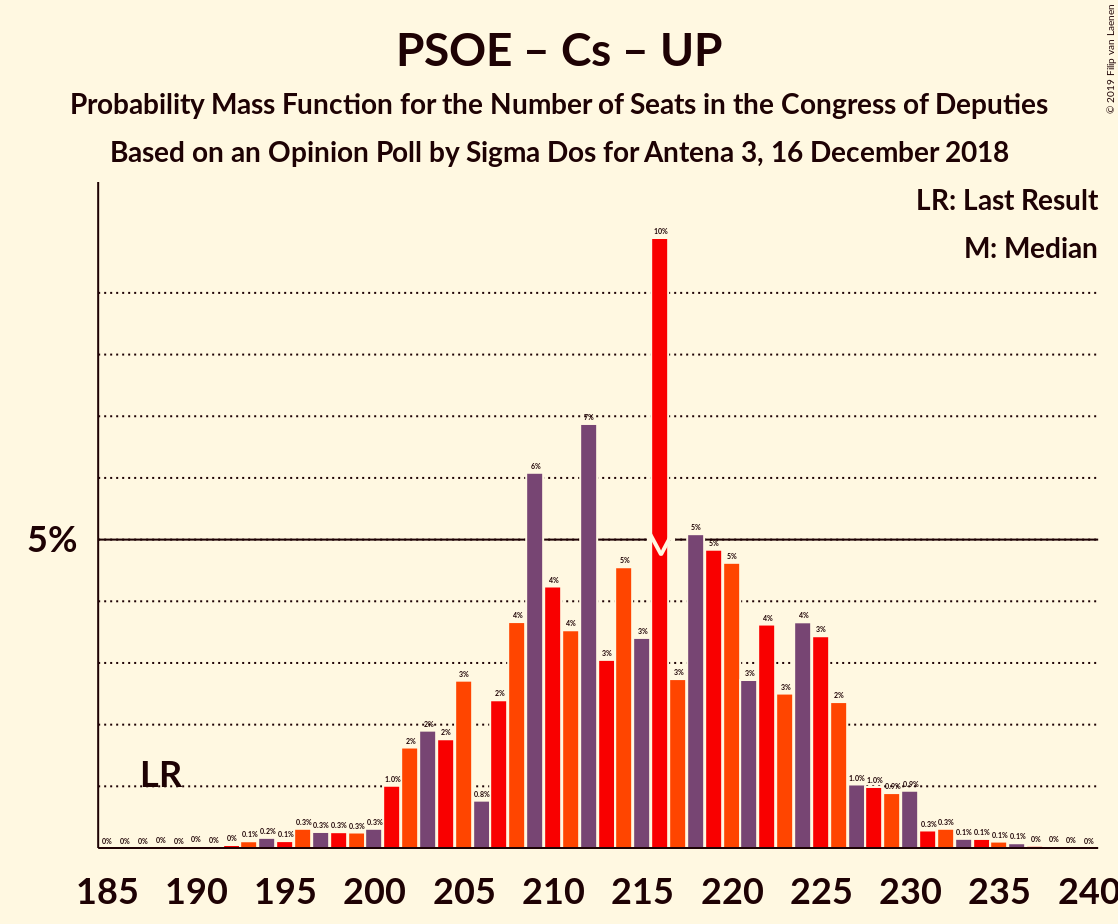 PSOE – Cs – UP
Probability Mass Function for the Number of Seats in the Congress of Deputies
Based on an Opinion Poll by Sigma Dos for Antena 3, 16 December 2018
© 2019 Filip van Laenen
LR: Last Result
M: Median
5%
LR
M
0% 0% 0% 0% 0% 0% 0% 0% 0.1% 0.2% 0.1% 0.3% 0.3% 0.3% 0.3% 0.3% 1.0% 2% 2% 2% 3% 0.8% 2% 4% 6% 4% 4% 7% 3% 5% 3% 10% 3% 5% 5% 5% 3% 4% 3% 4% 3% 2% 1.0% 1.0% 0.9% 0.9% 0.3% 0.3% 0.1% 0.1% 0.1% 0.1% 0% 0% 0% 0%
185 190 195 200 205 210 215 220 225 230 235 240